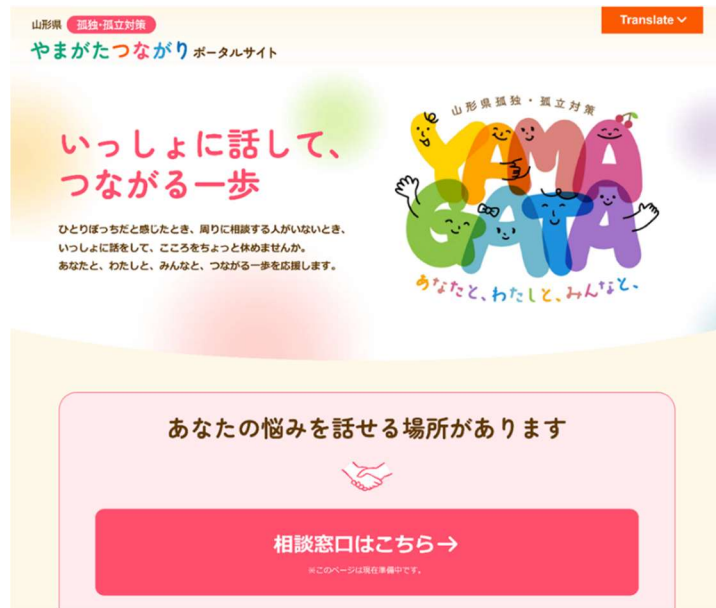 山形県 孤独・孤立対策
やまがたつながりポータルサイト
Translate
いっしょに話して、
つながる一歩
ひとりぼっちだと感じたとき、周りに相談する人がいないとき、
いっしょに話をして、こころをちょっと休めませんか。
あなたと、わたしと、みんなと、つながる一歩を応援します。
山形県孤独・孤立対策
YAMA
GATA
あなたと、わたしと、みんなと、
あなたの悩みを話せる場所があります
相談窓口はこちら→
※このページは現在準備中です。